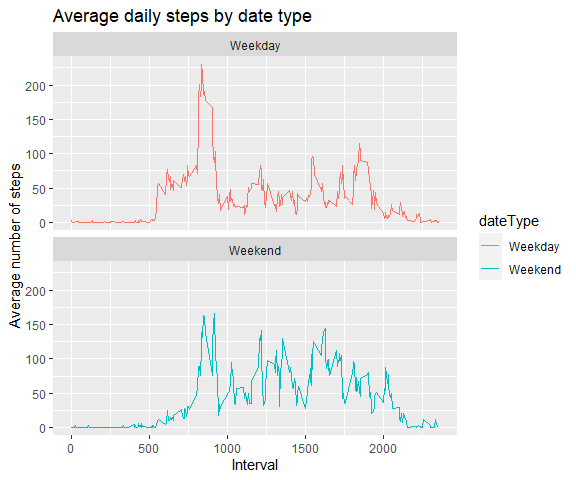 Average daily steps by date type
Weekday
200
150
100
50
0
Weekend
200
150
100
50
0
0 500 1000 1500 2000
Interval
Average number of steps
dateType
Weekday
Weekend